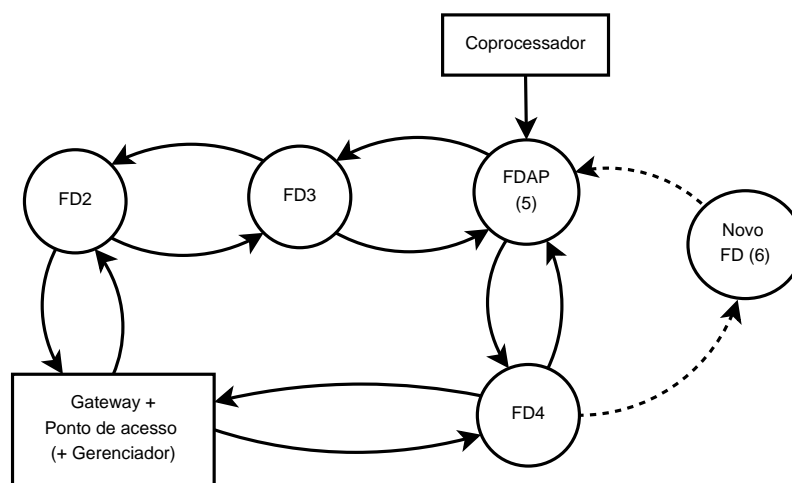 Coprocessador
FD2
FD3
FDAP
(5)
Novo
FD (6)
Gateway +
Ponto de acesso
(+ Gerenciador)
FD4